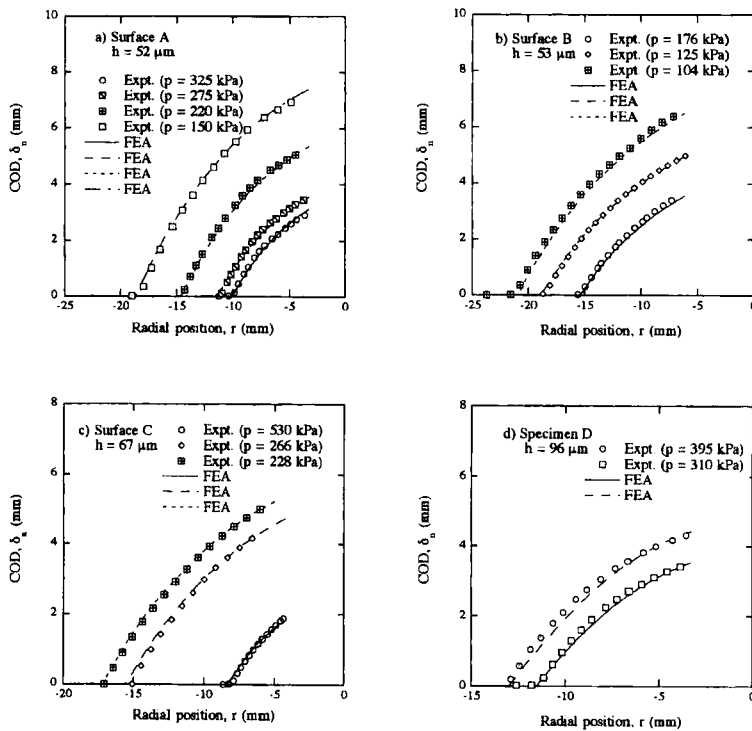 10
8
6
4
2
0
COD, δn (mm)
a) Surface A
h = 52 μm
Expt. (p = 325 kPa)
Expt. (p = 275 kPa)
Expt. (p = 220 kPa)
Expt. (p = 150 kPa)
FEA
FEA
FEA
FEA
-25 -20 -15 -10 -5 0
Radial position, r (mm)
10
8
6
4
2
0
COD, δn (mm)
b) Surface B
h = 53 μm
Expt. (p = 176 kPa)
Expt. (p = 125 kPa)
Expt. (p = 104 kPa)
FEA
FEA
FEA
-25 -20 -15 -10 -5 0
Radial position, r (mm)
8
6
4
2
0
COD, δn (mm)
c) Surface C
h = 67 μm
Expt. (p = 530 kPa)
Expt. (p = 266 kPa)
Expt. (p = 228 kPa)
FEA
FEA
FEA
-20 -15 -10 -5 0
Radial position, r (mm)
8
6
4
2
0
COD, δn (mm)
d) Specimen D
h = 96 μm
Expt. (p = 395 kPa)
Expt. (p = 310 kPa)
FEA
FEA
-10 -5 0
Radial position, r (mm)